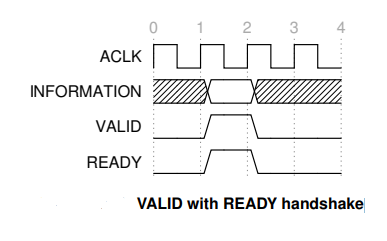 0 1 2 3 4
ACLK
INFORMATION
VALID
READY
VALID with READY handshake